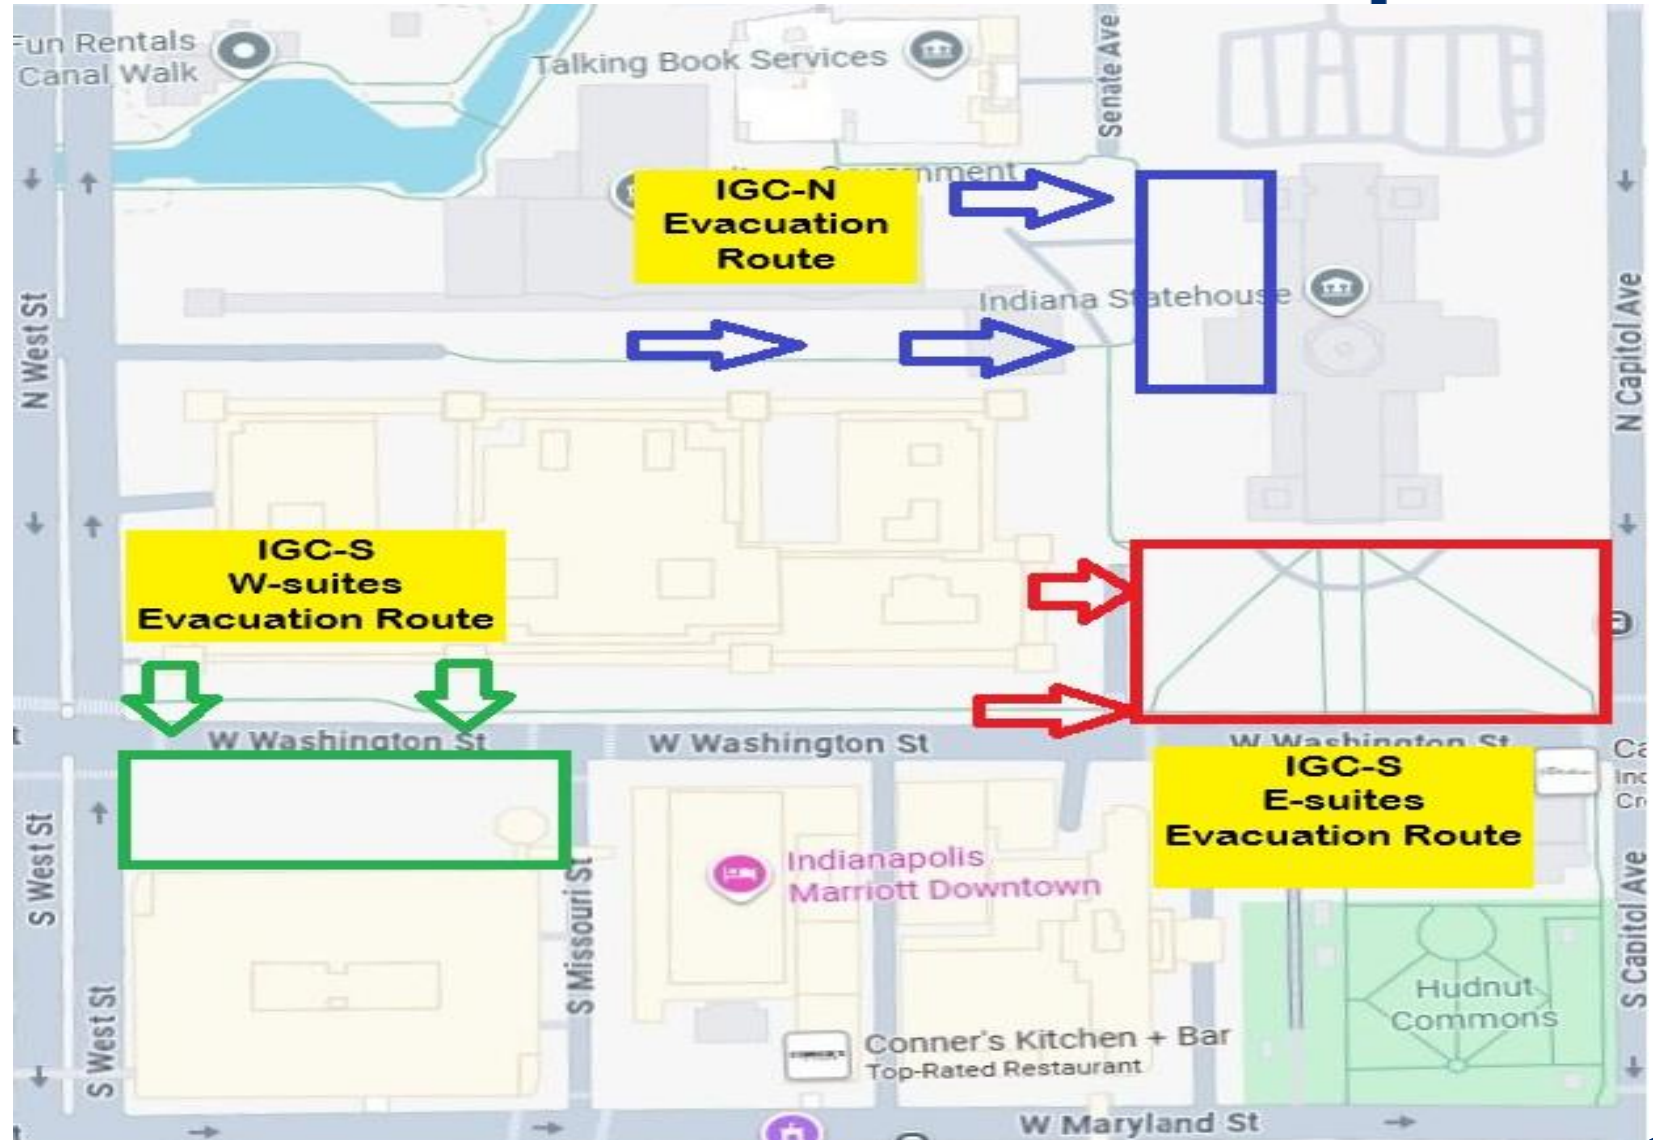 Fun Rentals
Canal Walk
Talking Book Services
Senate Ave
IGC-N
Evacuation
Route
Indiana Statehouse
N West St
N Capitol Ave
IGC-S
W-suites
Evacuation Route
W Washington St
W Washington St
W Washington St
IGC-S
E-suites
Evacuation Route
S West St
S West St
S Missouri St
Indianapolis
Marriott Downtown
S Capitol Ave
Hudnut
Commons
Conner's Kitchen + Bar
Top-Rated Restaurant
W Maryland St